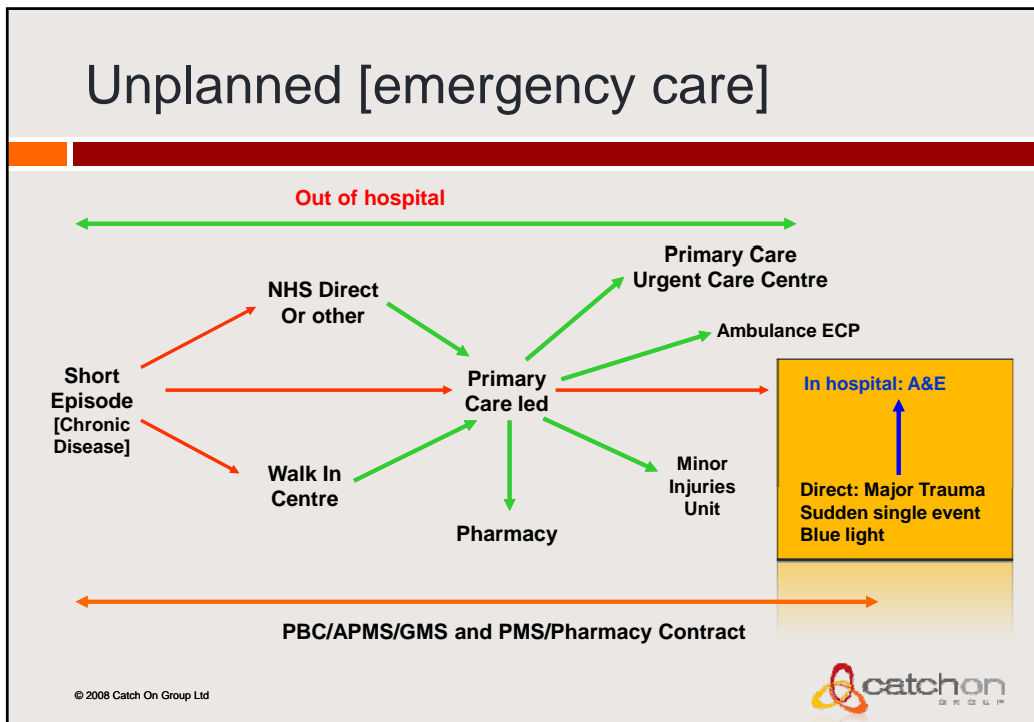 Unplanned [emergency care]
Out of hospital
Primary Care
Urgent Care Centre
NHS Direct
Or other
Ambulance ECP
Short
Episode
[Chronic
Disease]
Primary
Care led
In hospital: A&E
Walk In
Centre
Minor
Injuries
Unit
Direct: Major Trauma
Sudden single event
Blue light
Pharmacy
PBC/APMS/GMS and PMS/Pharmacy Contract
© 2008 Catch On Group Ltd
catchon
GROUP